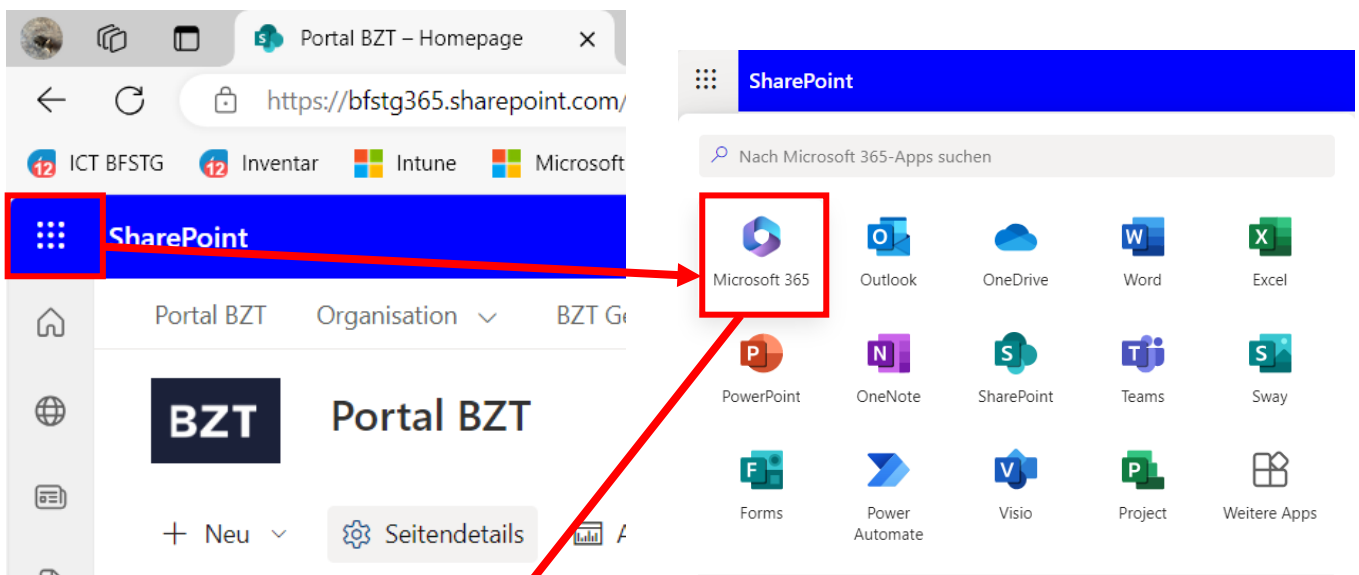 Portal BZT – Homepage
https://bfstg365.sharepoint.com/
12 ICT BFSTG 12 Inventar Intune Microsoft
SharePoint
Portal BZT Organisation BZT
BZT
Portal BZT
+ Neu Seitendetails
SharePoint
Nach Microsoft 365-Apps suchen
Microsoft 365 Outlook OneDrive Word Excel
PowerPoint OneNote SharePoint Teams Sway
Forms Power Automate Visio Project Weitere Apps